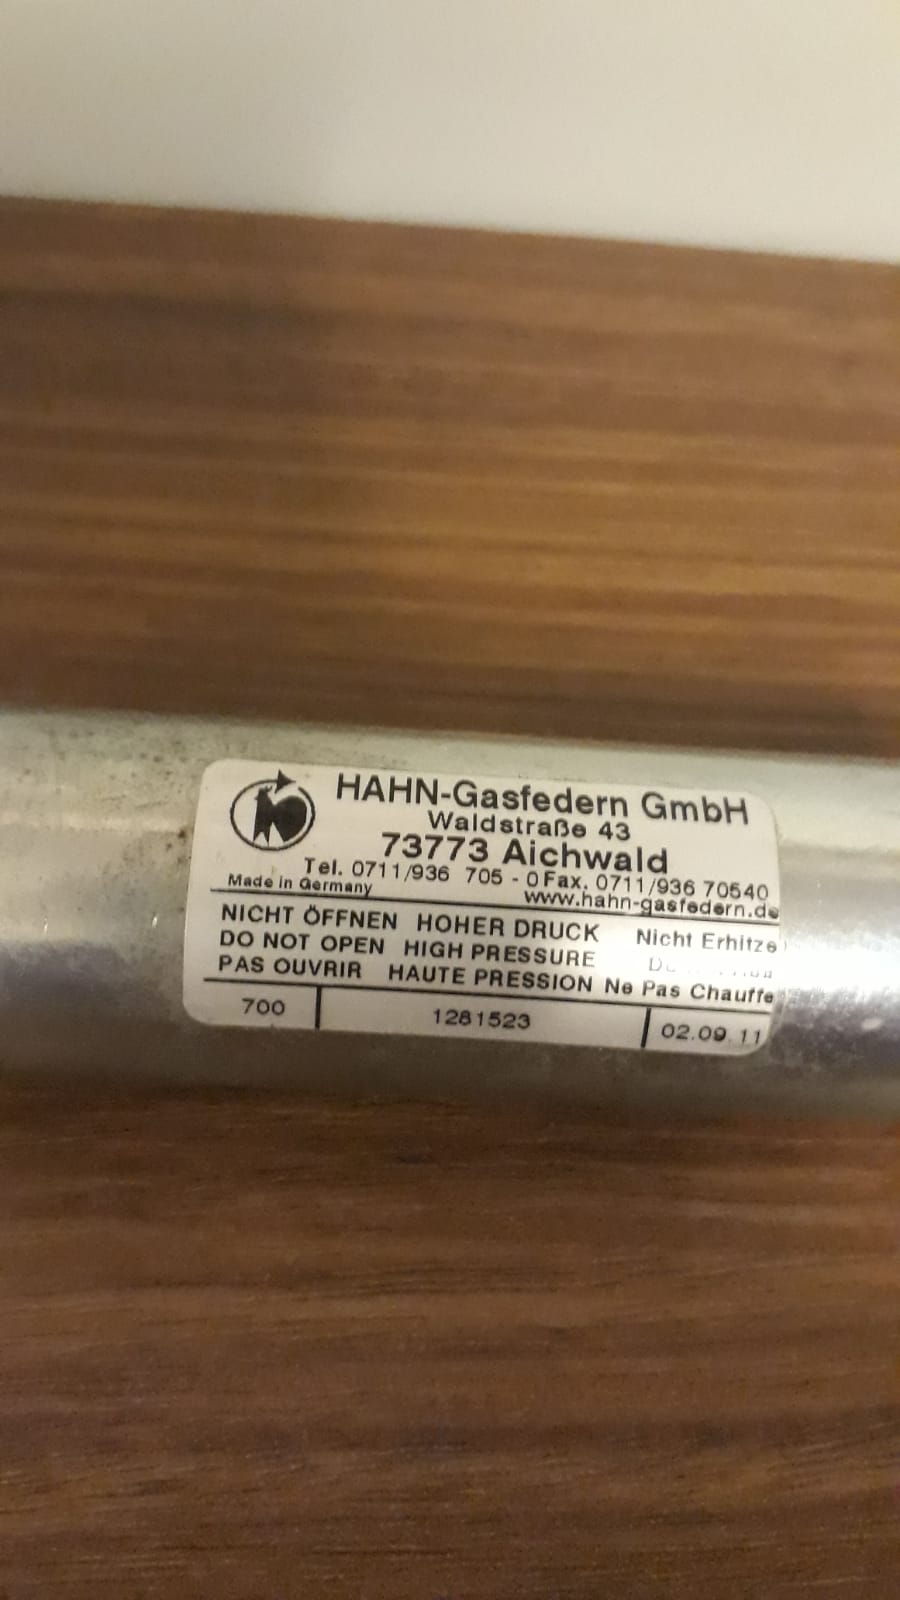 HAHN-Gasfedern GmbH
Waldstraße 43
73773 Aichwald
Tel. 0711/936 705 - 0 Fax. 0711/936 70540
Made in Germany www.hahn-gasfedern.de
NICHT ÖFFNEN HOHER DRUCK Nicht Erhitze
DO NOT OPEN HIGH PRESSURE
PAS OUVRIR HAUTE PRESSION Ne Pas Chauffe
700 1281523 02.09.11